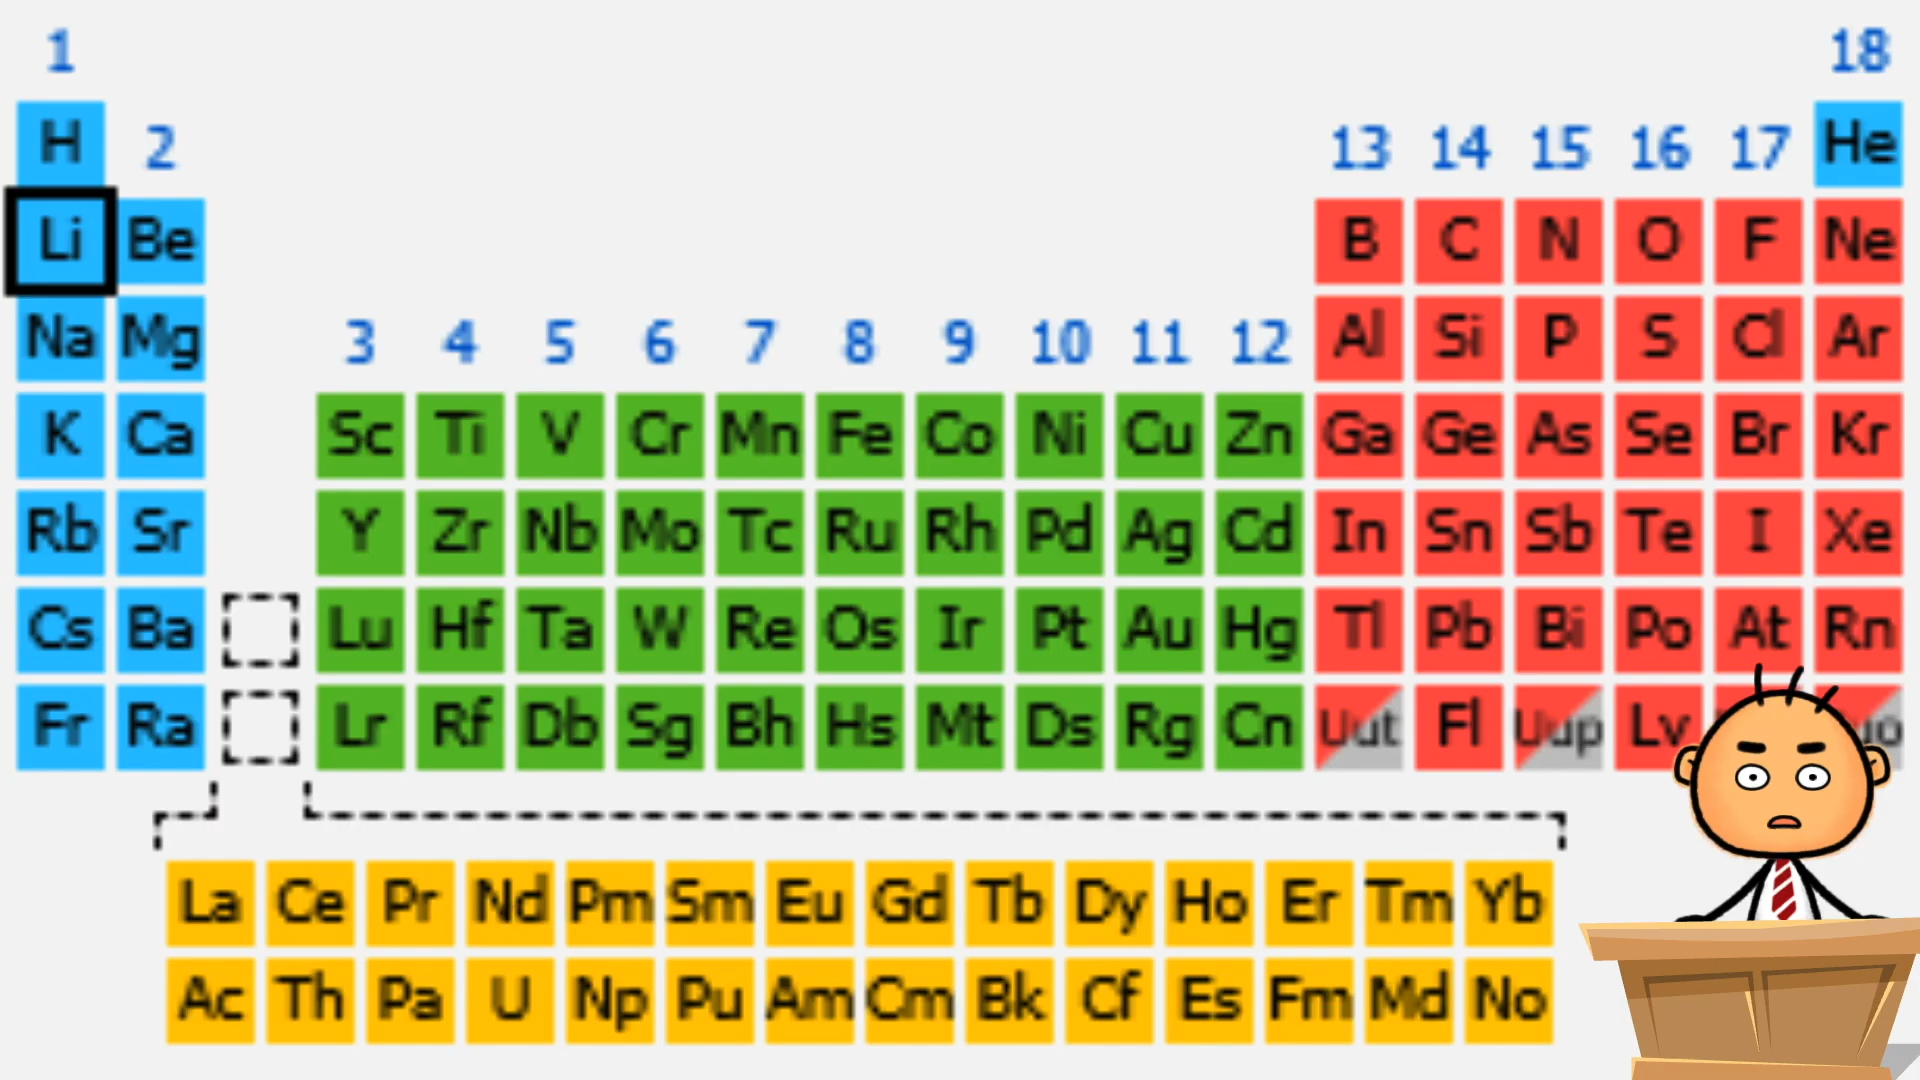 1 18
H 2 13 14 15 16 17 He
Li Be B C N O F Ne
Na Mg 3 4 5 6 7 8 9 10 11 12 Al Si P S Cl Ar
K Ca Sc Ti V Cr Mn Fe Co Ni Cu Zn Ga Ge As Se Br Kr
Rb Sr Y Zr Nb Mo Tc Ru Rh Pd Ag Cd In Sn Sb Te I Xe
Cs Ba Lu Hf Ta W Re Os Ir Pt Au Hg Tl Pb Bi Po At Rn
Fr Ra Lr Rf Db Sg Bh Hs Mt Ds Rg Cn Uut Fl Uup Lv
La Ce Pr Nd Pm Sm Eu Gd Tb Dy Ho Er Tm Yb
Ac Th Pa U Np Pu Am Cm Bk Cf Es Fm Md No